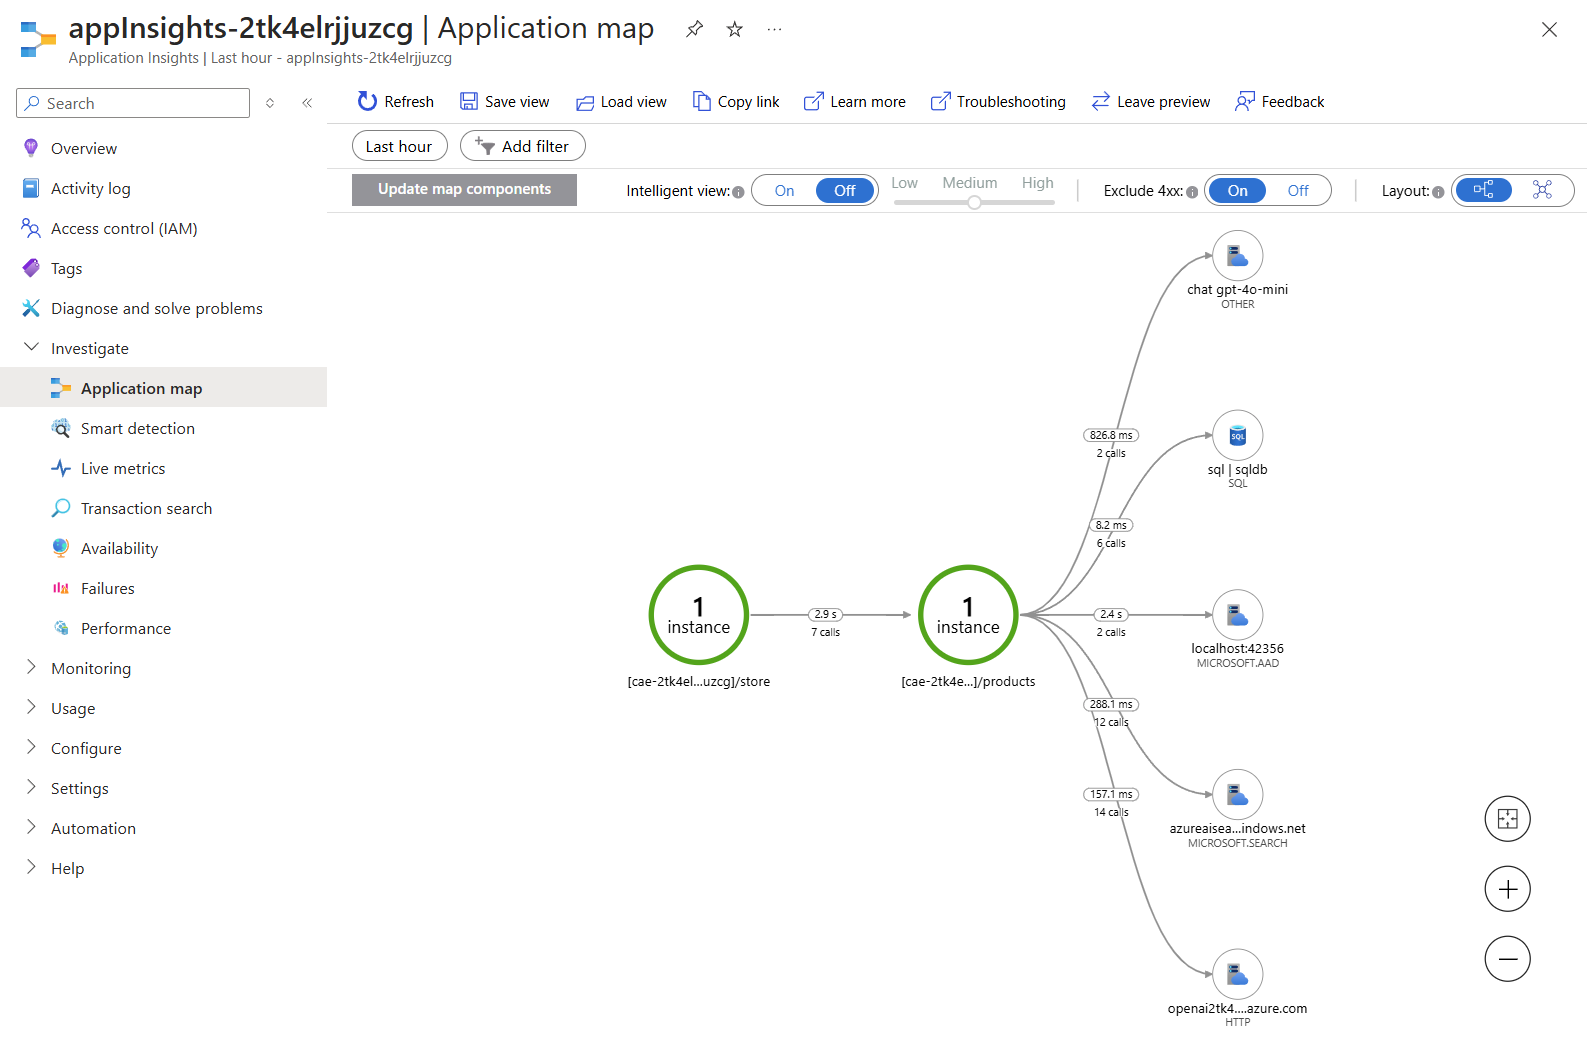 appInsights-2tk4elrjjuzcg | Application map
Application Insights | Last hour - appInsights-2tk4elrjjuzcg
Search
Refresh
Save view
Load view
Copy link
Learn more
Troubleshooting
Leave preview
Feedback
Last hour
Add filter
Update map components
Intelligent view:
On
Off
Low
Medium
High
Exclude 4xx:
On
Off
Layout:
Overview
Activity log
Access control (IAM)
Tags
Diagnose and solve problems
Investigate
Application map
Smart detection
Live metrics
Transaction search
Availability
Failures
Performance
Monitoring
Usage
Configure
Settings
Automation
Help
1
instance
[cae-2tk4el...uzcg]/store
2.9 s
7 calls
1
instance
[cae-2tk4e...]/products
826.8 ms
2 calls
8.2 ms
6 calls
2.4 s
2 calls
288.1 ms
12 calls
157.1 ms
14 calls
chat gpt-4o-mini
OTHER
SQL
sql | sqldb
SQL
localhost:42356
MICROSOFT.AAD
azureaisea...indows.net
MICROSOFT.SEARCH
openai2tk4....azure.com
HTTP